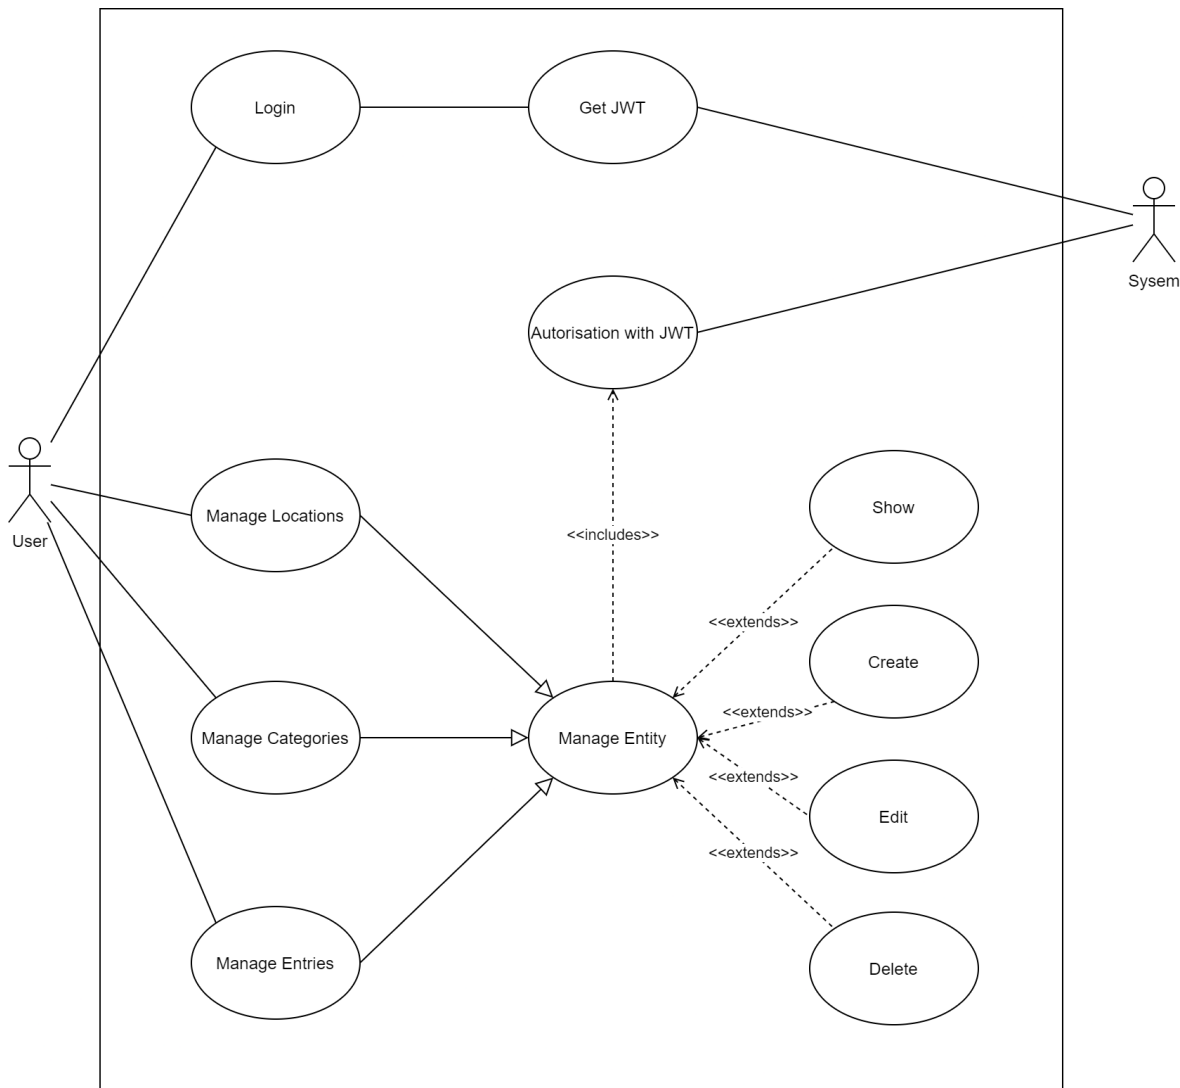 Login
Get JWT
Sysem
Autorisation with JWT
User
Manage Locations
<<includes>>
Show
<<extends>>
Create
<<extends>>
Manage Categories
Manage Entity
<<extends>>
Edit
<<extends>>
Manage Entries
Delete